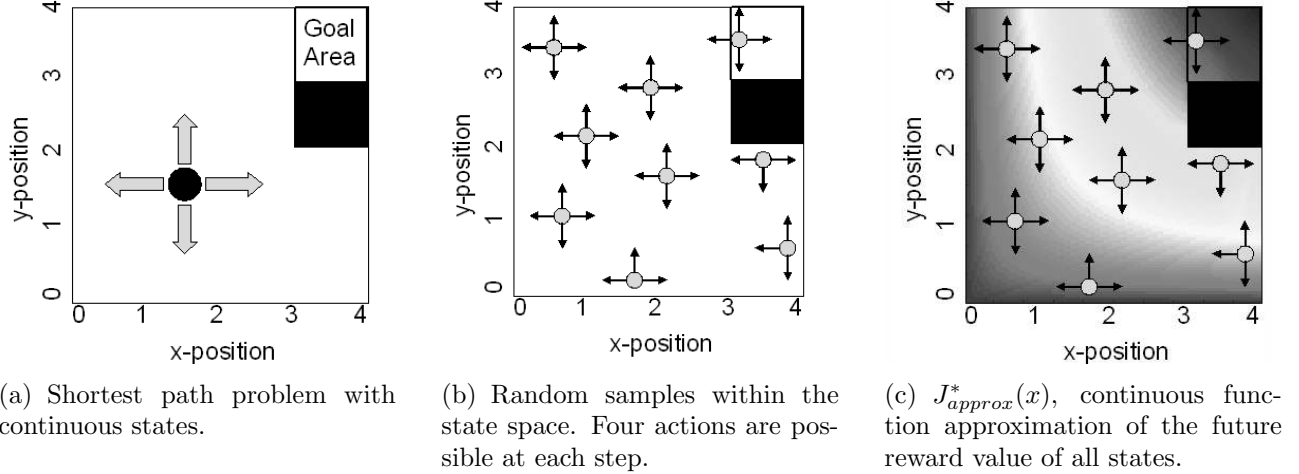 4
3
2
1
0
y-position
Goal
Area
0 1 2 3 4
x-position
4
3
2
1
0
y-position
0 1 2 3 4
x-position
4
3
2
1
0
y-position
0 1 2 3 4
x-position
(a) Shortest path problem with
continuous states.
(b) Random samples within the
state space. Four actions are pos-
sible at each step.
(c) J*approx(x), continuous func-
tion approximation of the future
reward value of all states.